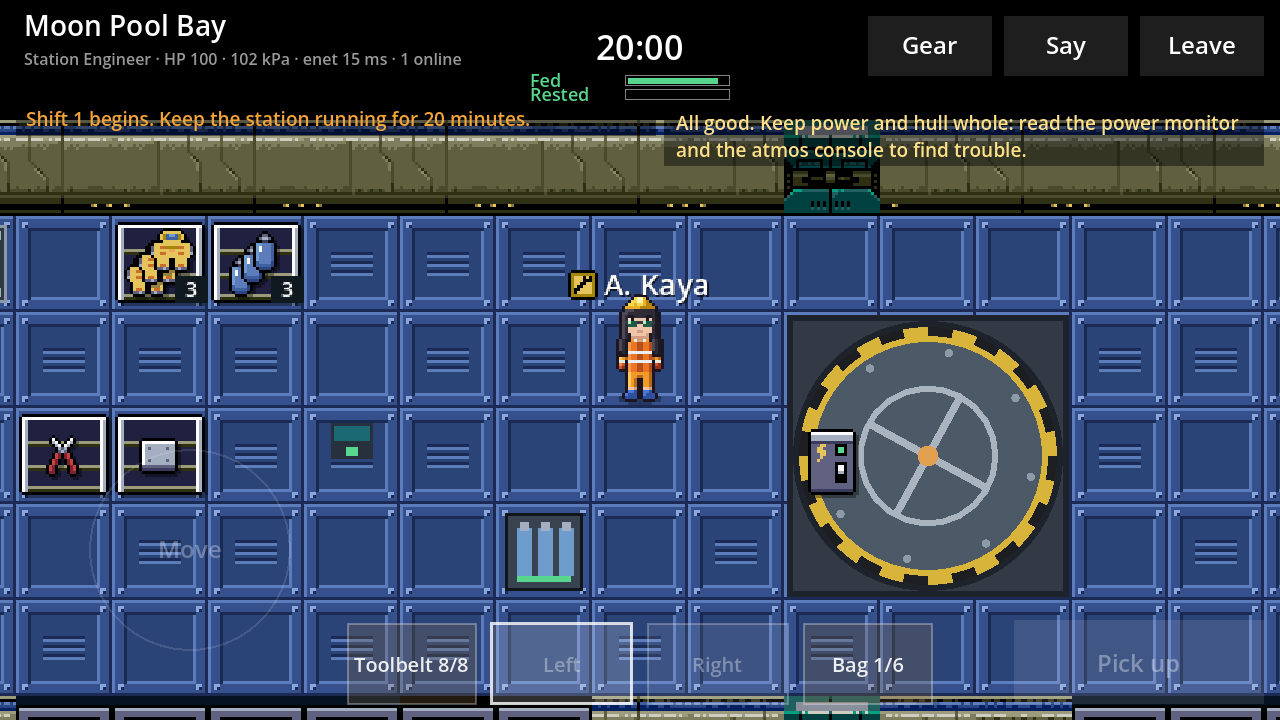 Moon Pool Bay
Station Engineer · HP 100 · 102 kPa · enet 15 ms · 1 online
20:00
Fed
Rested
Gear
Say
Leave
Shift 1 begins. Keep the station running for 20 minutes.
All good. Keep power and hull whole: read the power monitor
and the atmos console to find trouble.
3
3
A. Kaya
Move
Toolbelt 8/8
Left
Right
Bag 1/6
Pick up